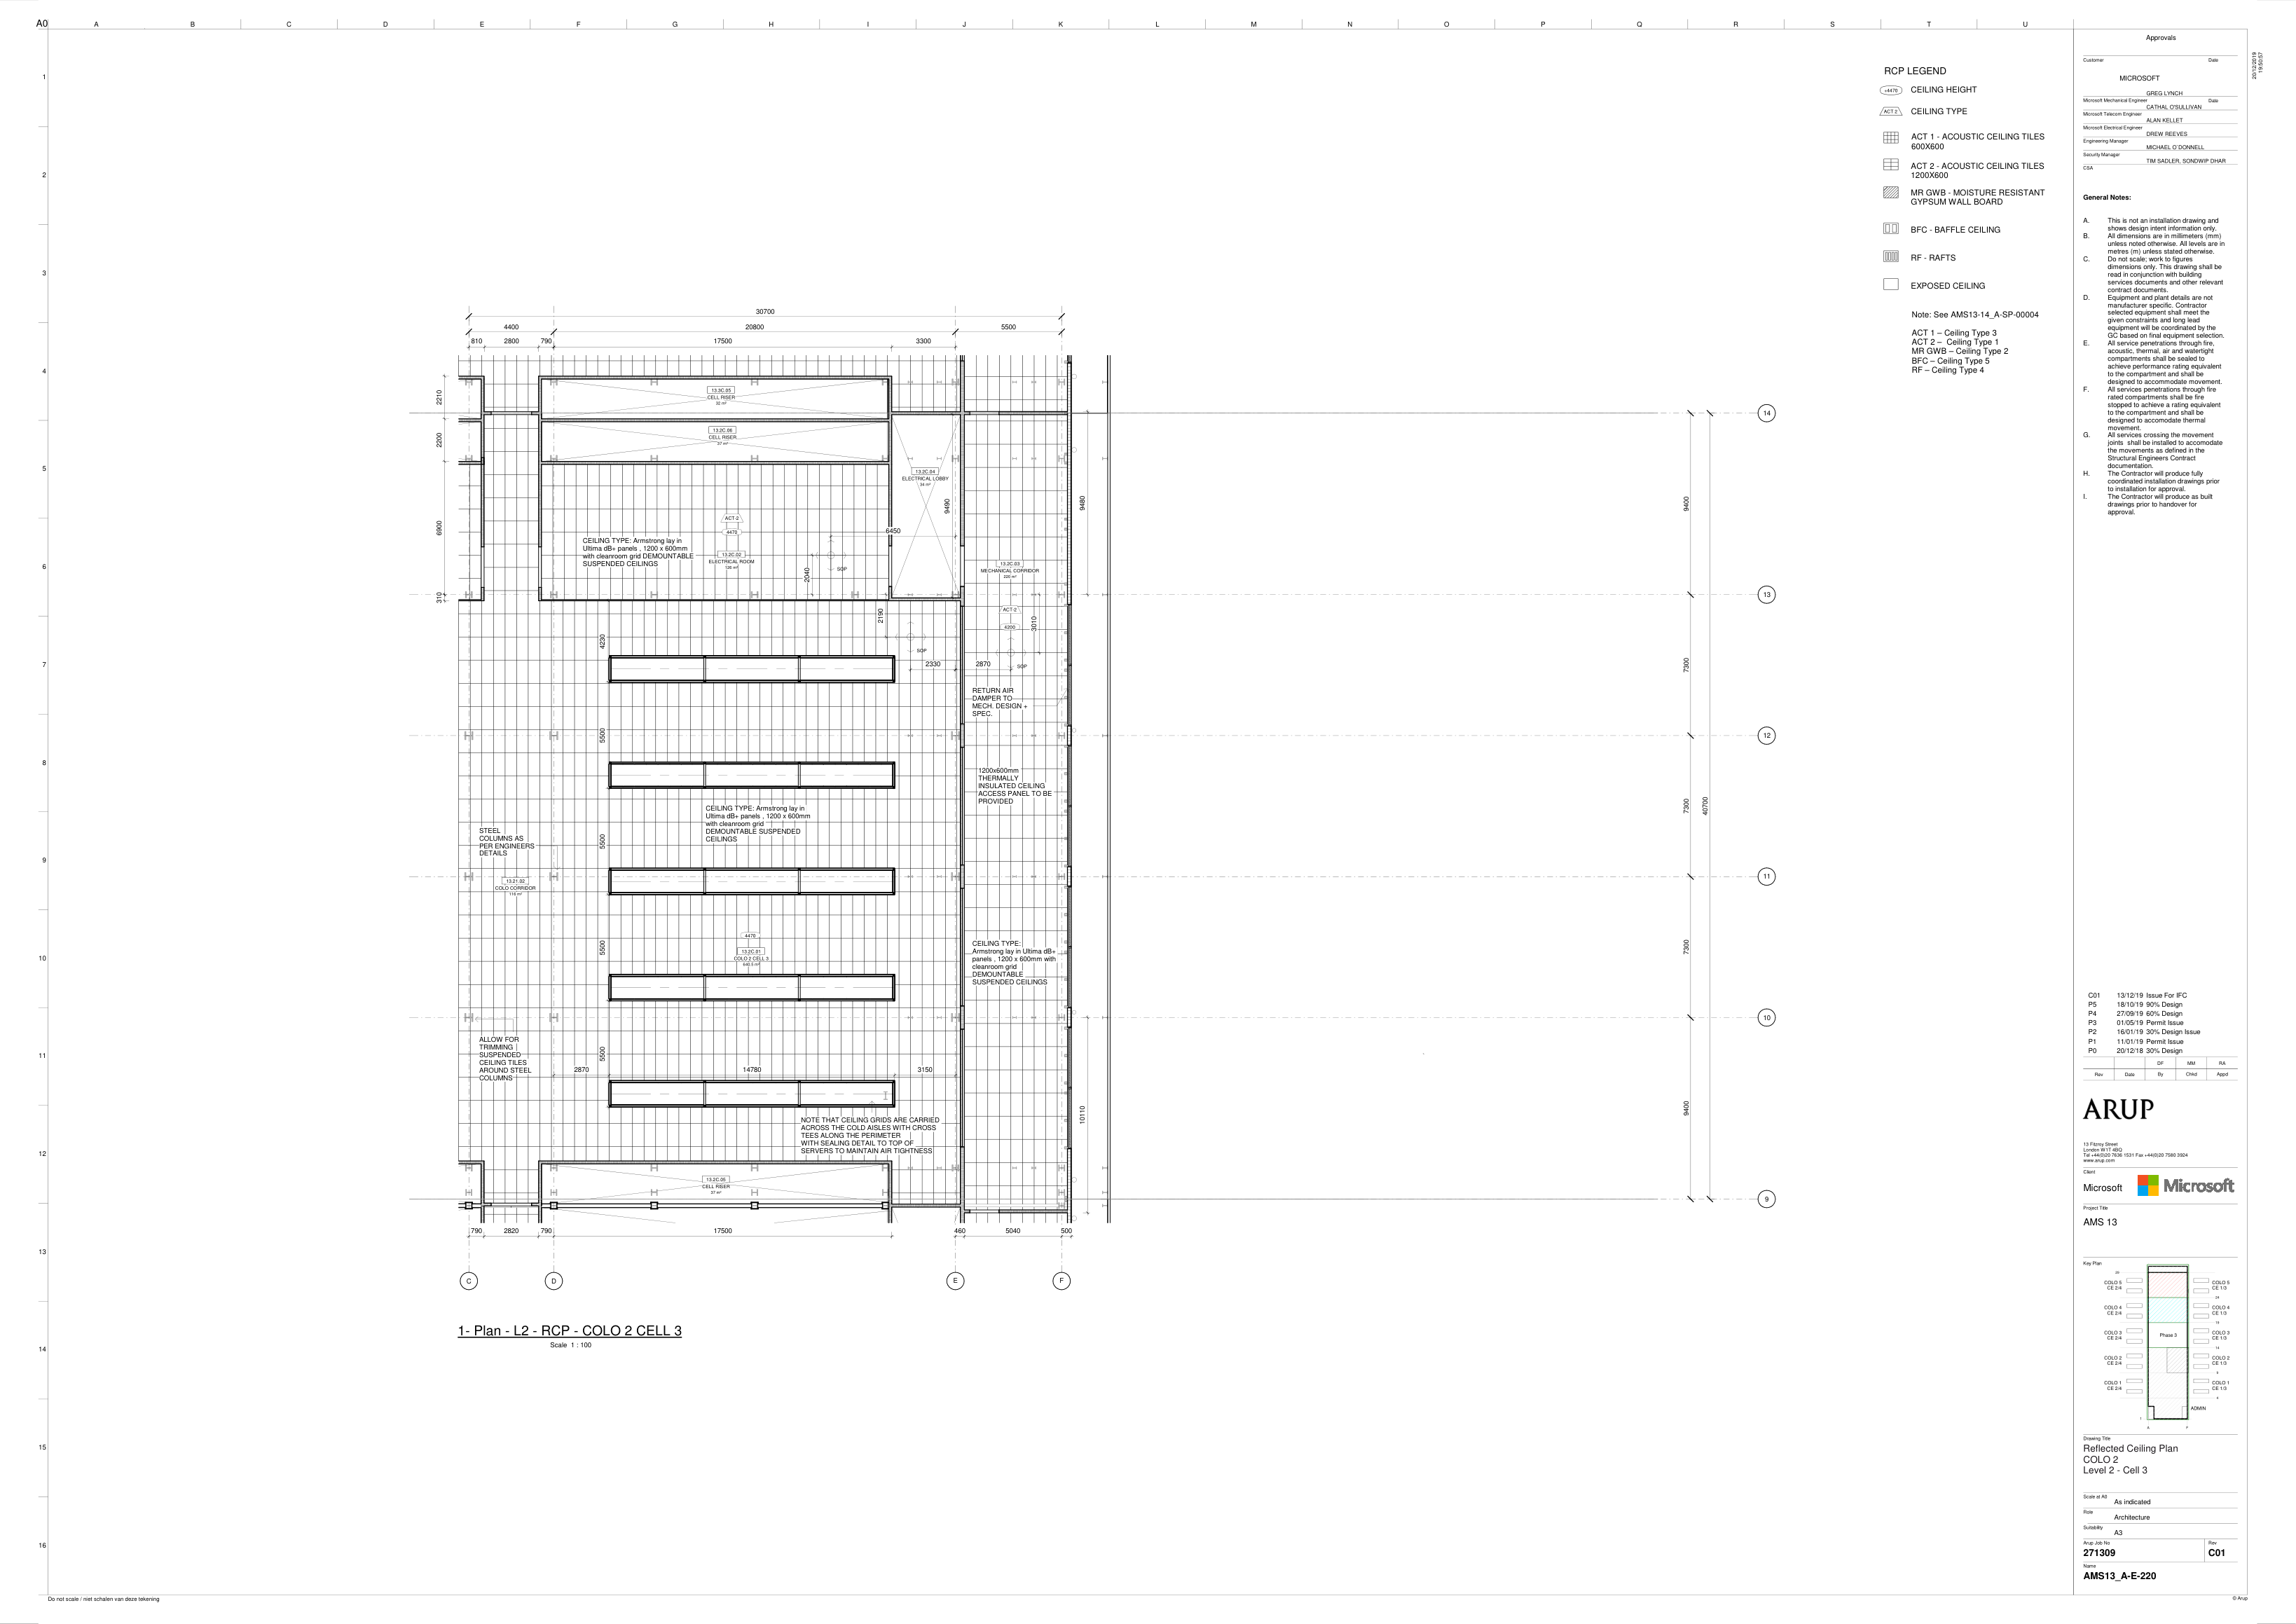 A0
A B C D E F G H I J K L M N O P Q R S T U
1
2
3
4
5
6
7
8
9
10
11
12
13
14
15
16
RCP LEGEND
+4470 CEILING HEIGHT
ACT 2 CEILING TYPE
ACT 1 - ACOUSTIC CEILING TILES
600X600
ACT 2 - ACOUSTIC CEILING TILES
1200X600
MR GWB - MOISTURE RESISTANT
GYPSUM WALL BOARD
BFC - BAFFLE CEILING
RF - RAFTS
EXPOSED CEILING
Note: See AMS13-14_A-SP-00004
ACT 1 – Ceiling Type 3
ACT 2 – Ceiling Type 1
MR GWB – Ceiling Type 2
BFC – Ceiling Type 5
RF – Ceiling Type 4
30700
4400 20800 5500
810 2800 790 17500 3300
2210
2200
6900
310
13.2C.05
CELL RISER
13.2C.06
CELL RISER
13.2C.04
ELECTRICAL LOBBY
9490
9480
ACT-2
4470
CEILING TYPE: Armstrong lay in
Ultima dB+ panels , 1200 x 600mm
with cleanroom grid DEMOUNTABLE
SUSPENDED CEILINGS
13.2C.02
ELECTRICAL ROOM
6450
2040
SOP
13.2C.03
MECHANICAL CORRIDOR
ACT-2
4200
3010
2190
SOP
2330
2870
SOP
4230
RETURN AIR
DAMPER TO
MECH. DESIGN +
SPEC.
5500
1200x600mm
THERMALLY
INSULATED CEILING
ACCESS PANEL TO BE
PROVIDED
CEILING TYPE: Armstrong lay in
Ultima dB+ panels , 1200 x 600mm
with cleanroom grid
DEMOUNTABLE SUSPENDED
CEILINGS
STEEL
COLUMNS AS
PER ENGINEERS
DETAILS
5500
13.21.02
COLO CORRIDOR
4470
13.2C.01
COLO 2 CELL 3
5500
CEILING TYPE:
Armstrong lay in Ultima dB+
panels , 1200 x 600mm with
cleanroom grid
DEMOUNTABLE
SUSPENDED CEILINGS
ALLOW FOR
TRIMMING
SUSPENDED
CEILING TILES
AROUND STEEL
COLUMNS
5500
2870 14780 3150
10110
NOTE THAT CEILING GRIDS ARE CARRIED
ACROSS THE COLD AISLES WITH CROSS
TEES ALONG THE PERIMETER
WITH SEALING DETAIL TO TOP OF
SERVERS TO MAINTAIN AIR TIGHTNESS
13.2C.05
CELL RISER
37 m²
790 2820 790 17500 460 5040 500
C D E F
14
9400
13
7300
12
7300
40700
11
7300
10
9400
9
1- Plan - L2 - RCP - COLO 2 CELL 3
Scale 1 : 100
Approvals
Customer Date
MICROSOFT
GREG LYNCH
Microsoft Mechanical Engineer Date
CATHAL O'SULLIVAN
Microsoft Telecom Engineer
ALAN KELLET
Microsoft Electrical Engineer
DREW REEVES
Engineering Manager
MICHAEL O'DONNELL
Security Manager
TIM SADLER, SONDWIP DHAR
CSA
20/12/2019
19:50:57
General Notes:
A. This is not an installation drawing and
shows design intent information only.
B. All dimensions are in millimeters (mm)
unless noted otherwise. All levels are in
metres (m) unless stated otherwise.
C. Do not scale; work to figures
dimensions only. This drawing shall be
read in conjunction with building
services documents and other relevant
contract documents.
D. Equipment and plant details are not
manufacturer specific. Contractor
selected equipment shall meet the
given constraints and long lead
equipment will be coordinated by the
GC based on final equipment selection.
E. All service penetrations through fire,
acoustic, thermal, air and watertight
compartments shall be sealed to
achieve performance rating equivalent
to the compartment and shall be
designed to accommodate movement.
F. All services penetrations through fire
rated compartments shall be fire
stopped to achieve a rating equivalent
to the compartment and shall be
designed to accomodate thermal
movement.
G. All services crossing the movement
joints shall be installed to accomodate
the movements as defined in the
Structural Engineers Contract
documentation.
H. The Contractor will produce fully
coordinated installation drawings prior
to installation for approval.
I. The Contractor will produce as built
drawings prior to handover for
approval.
C01 13/12/19 Issue For IFC
P5 18/10/19 90% Design
P4 27/09/19 60% Design
P3 01/05/19 Permit Issue
P2 16/01/19 30% Design Issue
P1 11/01/19 Permit Issue
P0 20/12/18 30% Design
DF MM RA
Rev Date By Chkd Appd
ARUP
13 Fitzroy Street
London W1T 4BQ
Tel +44(0)20 7636 1531 Fax +44(0)20 7580 3924
www.arup.com
Client
Microsoft Microsoft
Project Title
AMS 13
Key Plan
COLO 5
CE 2/4
COLO 5
CE 1/3
COLO 4
CE 2/4
COLO 4
CE 1/3
COLO 3
CE 2/4
Phase 3
COLO 3
CE 1/3
COLO 2
CE 2/4
COLO 2
CE 1/3
COLO 1
CE 2/4
COLO 1
CE 1/3
ADMIN
Drawing Title
Reflected Ceiling Plan
COLO 2
Level 2 - Cell 3
Scale at A0
As indicated
Role
Architecture
Suitability
A3
Arup Job No Rev
271309 C01
Name
AMS13_A-E-220
Do not scale / niet schalen van deze tekening
© Arup